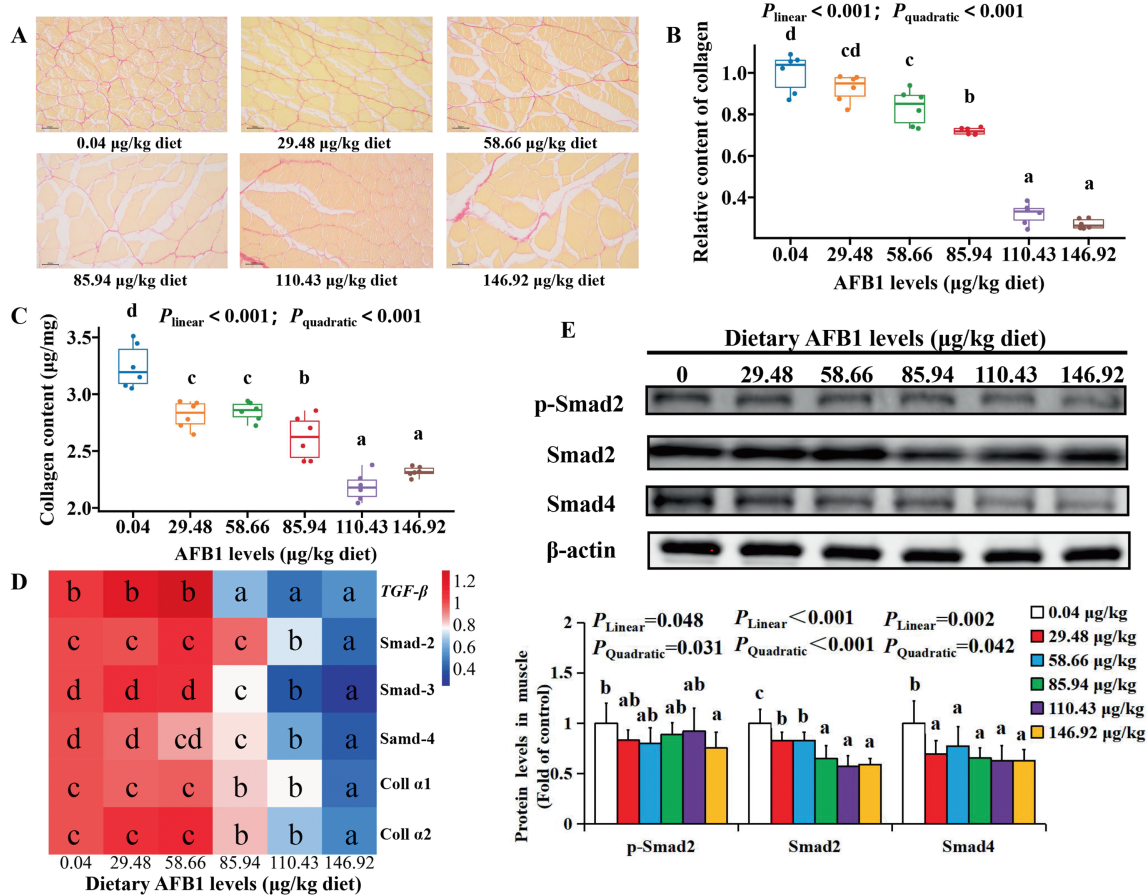 A
0.04 μg/kg diet
29.48 μg/kg diet
58.66 μg/kg diet
85.94 μg/kg diet
110.43 μg/kg diet
146.92 μg/kg diet
B
Plinear < 0.001; Pquadratic < 0.001
Relative content of collagen
1.0
0.8
0.6
0.4
d
cd
c
b
a
a
0.04 29.48 58.66 85.94 110.43 146.92
AFB1 levels (μg/kg diet)
C
Plinear < 0.001; Pquadratic < 0.001
Collagen content (μg/mg)
3.5
3.0
2.5
2.0
d
c
c
b
a
a
0.04 29.48 58.66 85.94 110.43 146.92
AFB1 levels (μg/kg diet)
D
b b b a a a TGF-β
c c c c b a Smad-2
d d d c b a Smad-3
d d cd c b a Samd-4
c c c b b a Coll α1
c c c b b a Coll α2
0.04 29.48 58.66 85.94 110.43 146.92
Dietary AFB1 levels (μg/kg diet)
1.2
1
0.8
0.6
0.4
E
Dietary AFB1 levels (μg/kg diet)
0 29.48 58.66 85.94 110.43 146.92
p-Smad2
Smad2
Smad4
β-actin
Protein levels in muscle
(Fold of control)
2
1.5
1
0.5
0
PLinear=0.048 PLinear<0.001 PLinear=0.002
PQuadratic=0.031 PQuadratic<0.001 PQuadratic=0.042
b ab ab ab ab a
c b b a a a
b a a a a a
p-Smad2 Smad2 Smad4
0.04 μg/kg
29.48 μg/kg
58.66 μg/kg
85.94 μg/kg
110.43 μg/kg
146.92 μg/kg